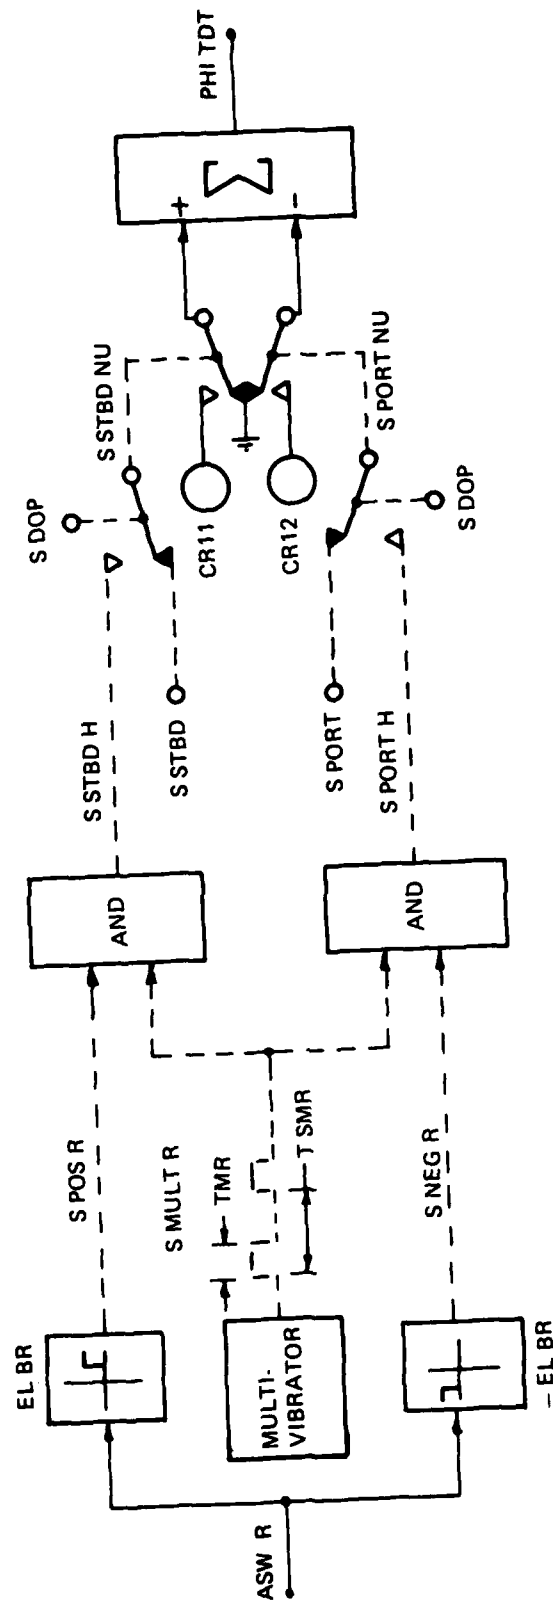 ASW R
EL BR
- EL BR
MULTI-
VIBRATOR
S POS R
S MULT R
TMR
T SMR
S NEG R
AND
AND
S STBD H
S STBD
S PORT
S PORT H
S DOP
S STBD NU
CR11
CR12
S DOP
S PORT NU
+
Σ
-
PHI TDT